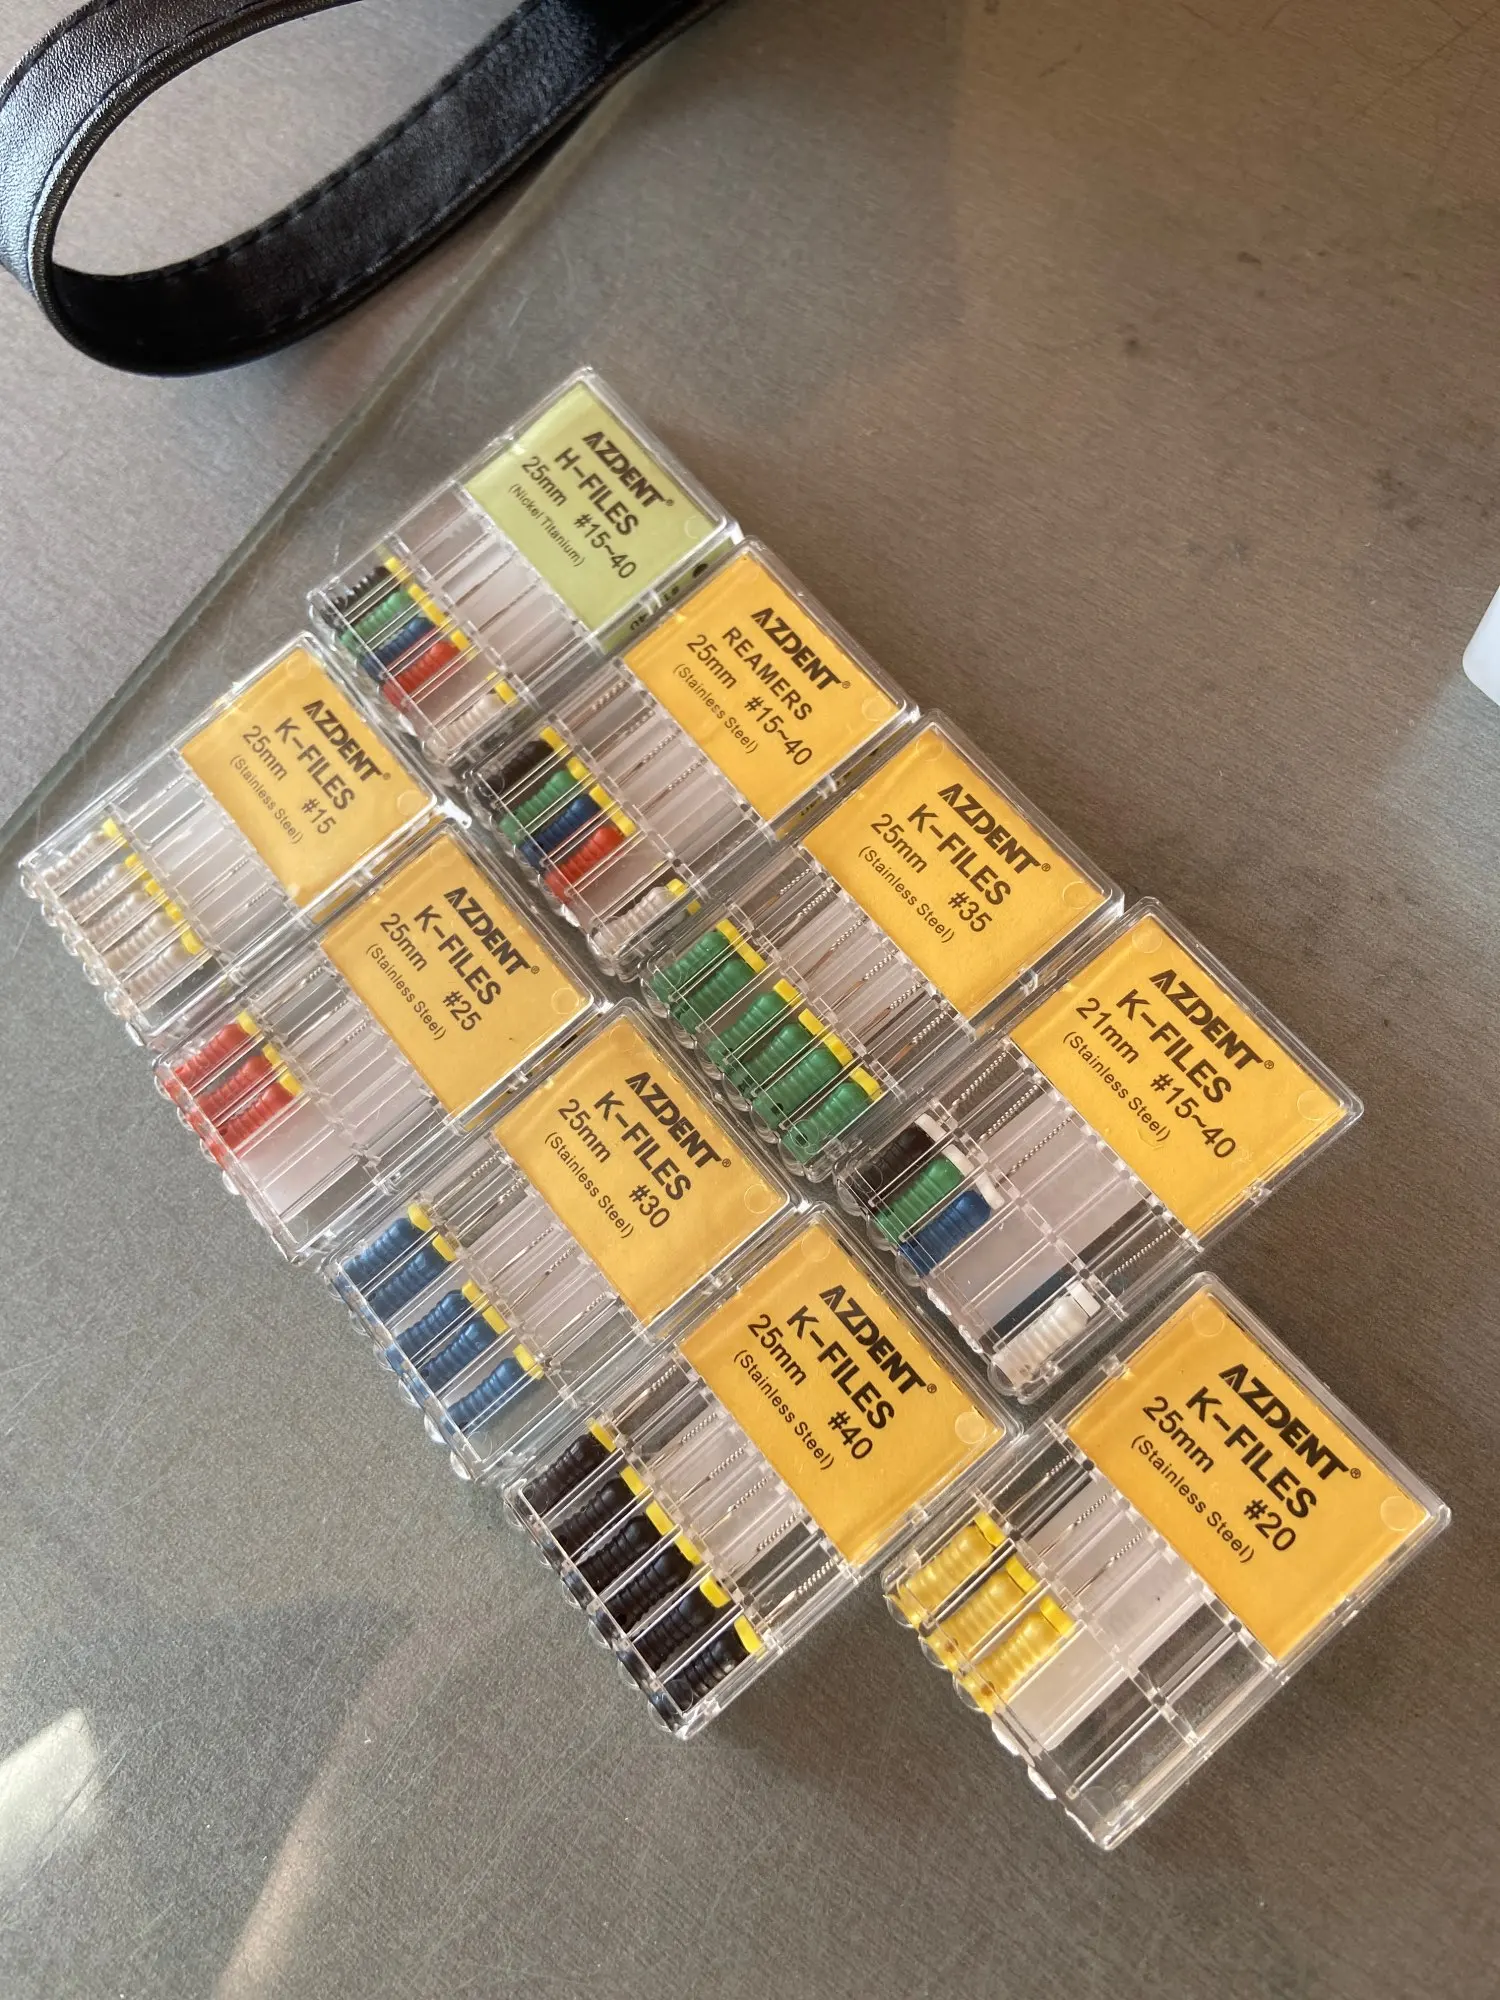 AZDENT®
H-FILES
25mm #15~40
(Nickel Titanium)
AZDENT®
REAMERS
25mm #15~40
(Stainless Steel)
AZDENT®
K-FILES
25mm #35
(Stainless Steel)
AZDENT®
K-FILES
21mm #15~40
(Stainless Steel)
AZDENT®
K-FILES
25mm #15
(Stainless Steel)
AZDENT®
K-FILES
25mm #25
(Stainless Steel)
AZDENT®
K-FILES
25mm #30
(Stainless Steel)
AZDENT®
K-FILES
25mm #40
(Stainless Steel)
AZDENT®
K-FILES
25mm #20
(Stainless Steel)